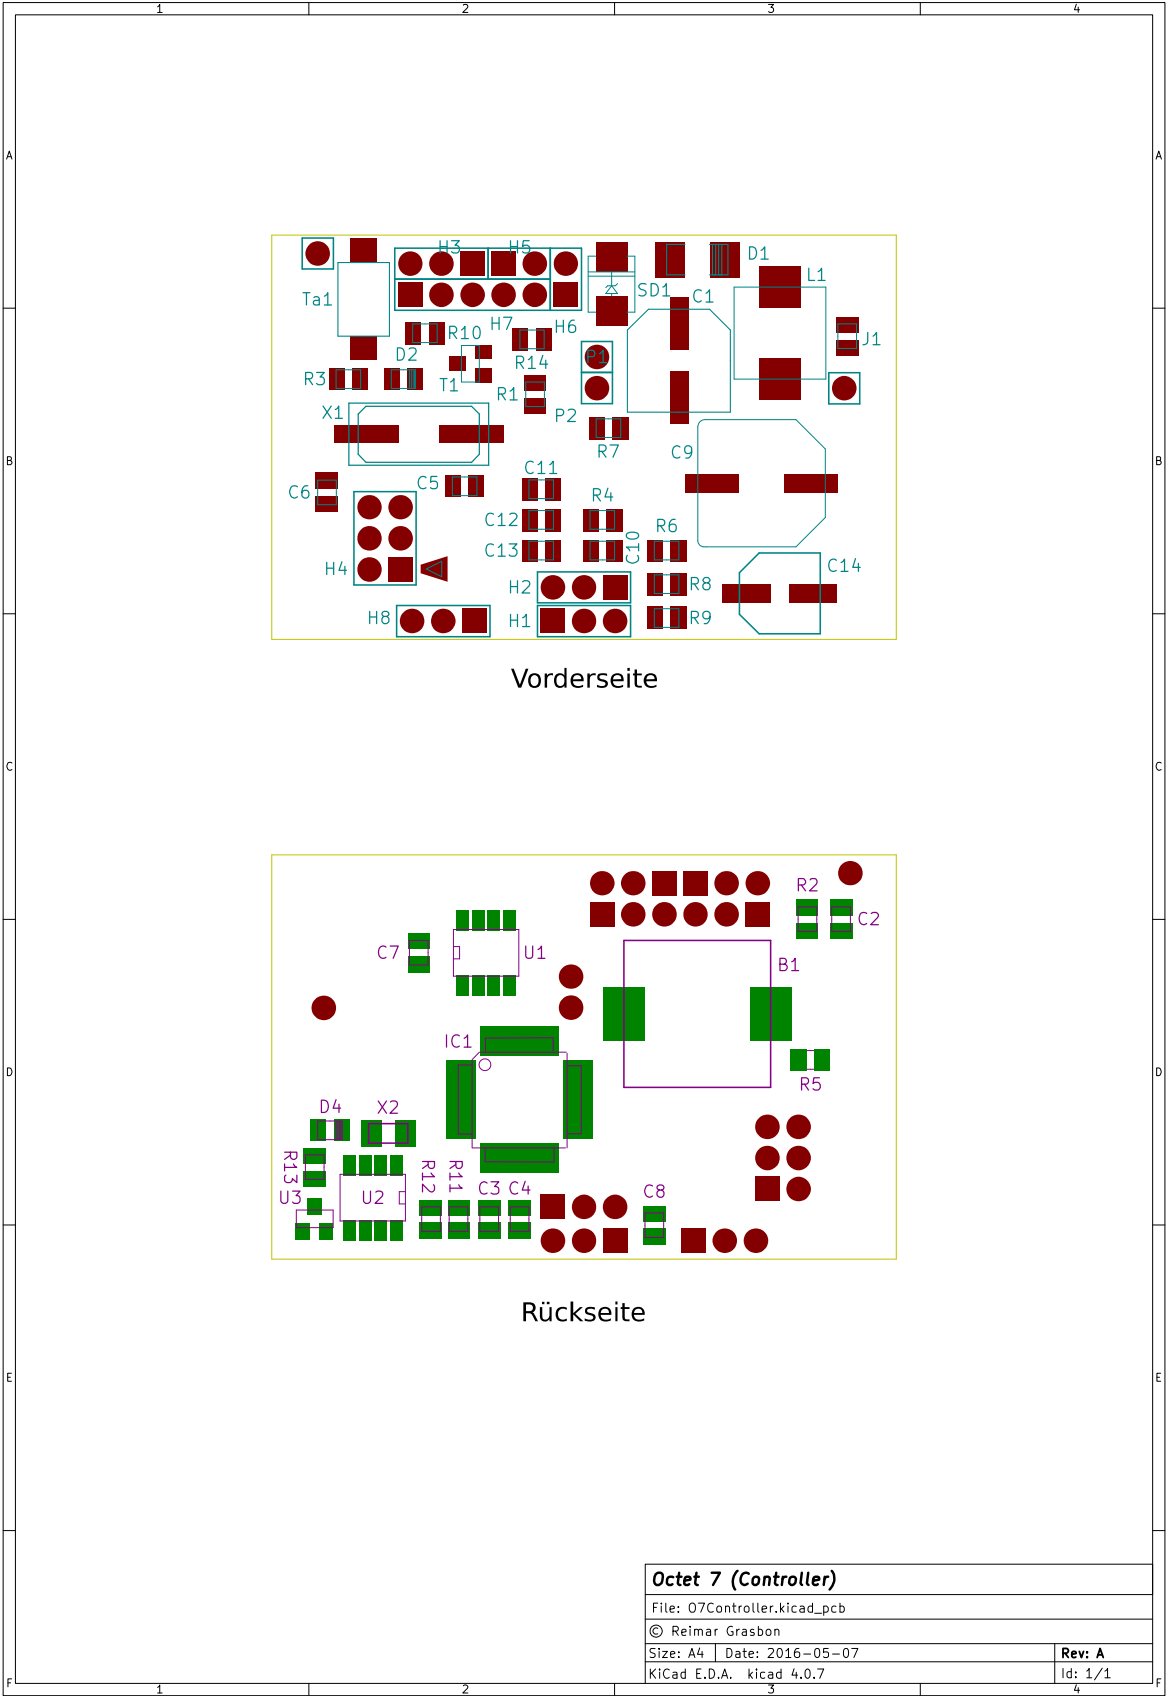 1 2 3 4
A A
H3 H5 D1
L1
Ta1 SD1 C1
H7 H6
R10 J1
D2 R14 P1
R3 T1 R1
X1 P2
R7 C9
C11
C6 C5 R4
C12 R6
C13 C10
H4 H2 R8 C14
H8 H1 R9
B B
Vorderseite
C C
R2
C2
C7 U1 B1
IC1
D D
R5
D4 X2
R13 R12 R11
U3 U2 C3 C4 C8
Rückseite
E E
Octet 7 (Controller)
File: O7Controller.kicad_pcb
© Reimar Grasbon
Size: A4 Date: 2016-05-07 Rev: A
KiCad E.D.A. kicad 4.0.7 Id: 1/1
F F
1 2 3 4